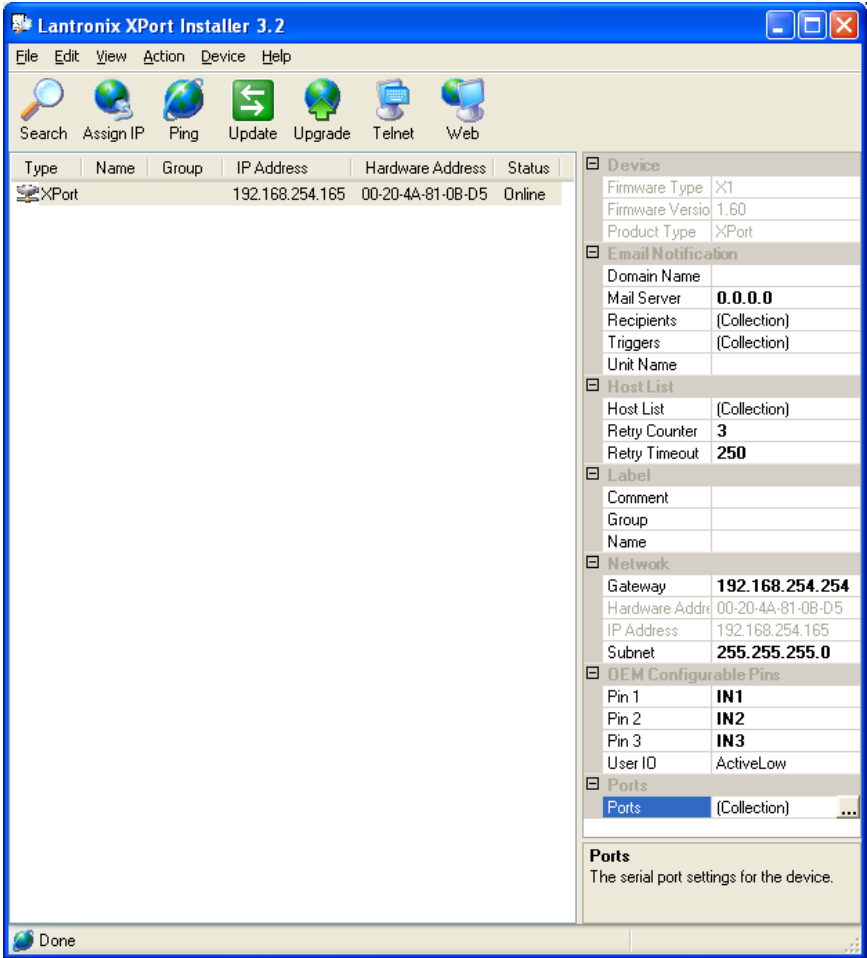 Lantronix XPort Installer 3.2
File Edit View Action Device Help
Search Assign IP Ping Update Upgrade Telnet Web
Type Name Group IP Address Hardware Address Status
XPort 192.168.254.165 00-20-4A-81-0B-D5 Online
Device
Firmware Type X1
Firmware Versio 1.60
Product Type XPort
Email Notification
Domain Name
Mail Server 0.0.0.0
Recipients (Collection)
Triggers (Collection)
Unit Name
Host List
Host List (Collection)
Retry Counter 3
Retry Timeout 250
Label
Comment
Group
Name
Network
Gateway 192.168.254.254
Hardware Addre 00-20-4A-81-0B-D5
IP Address 192.168.254.165
Subnet 255.255.255.0
OEM Configurable Pins
Pin 1 IN1
Pin 2 IN2
Pin 3 IN3
User IO ActiveLow
Ports
Ports (Collection) ...
Ports
The serial port settings for the device.
Done